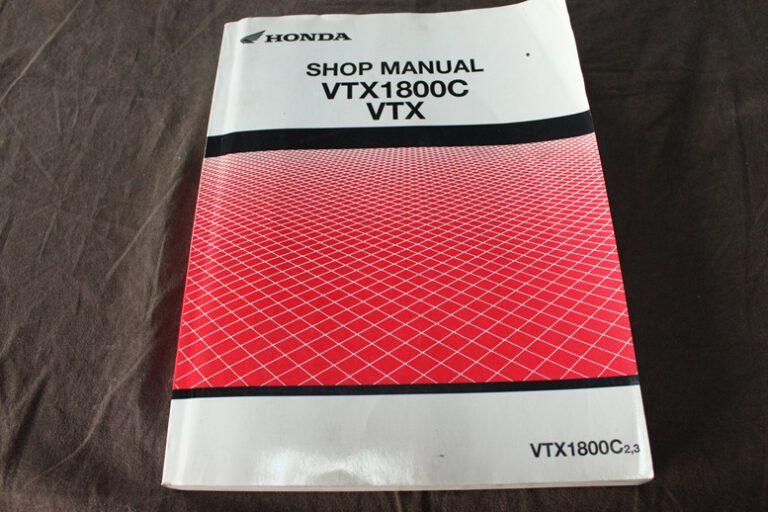 HONDA
SHOP MANUAL
VTX1800C
VTX
VTX1800C2,3